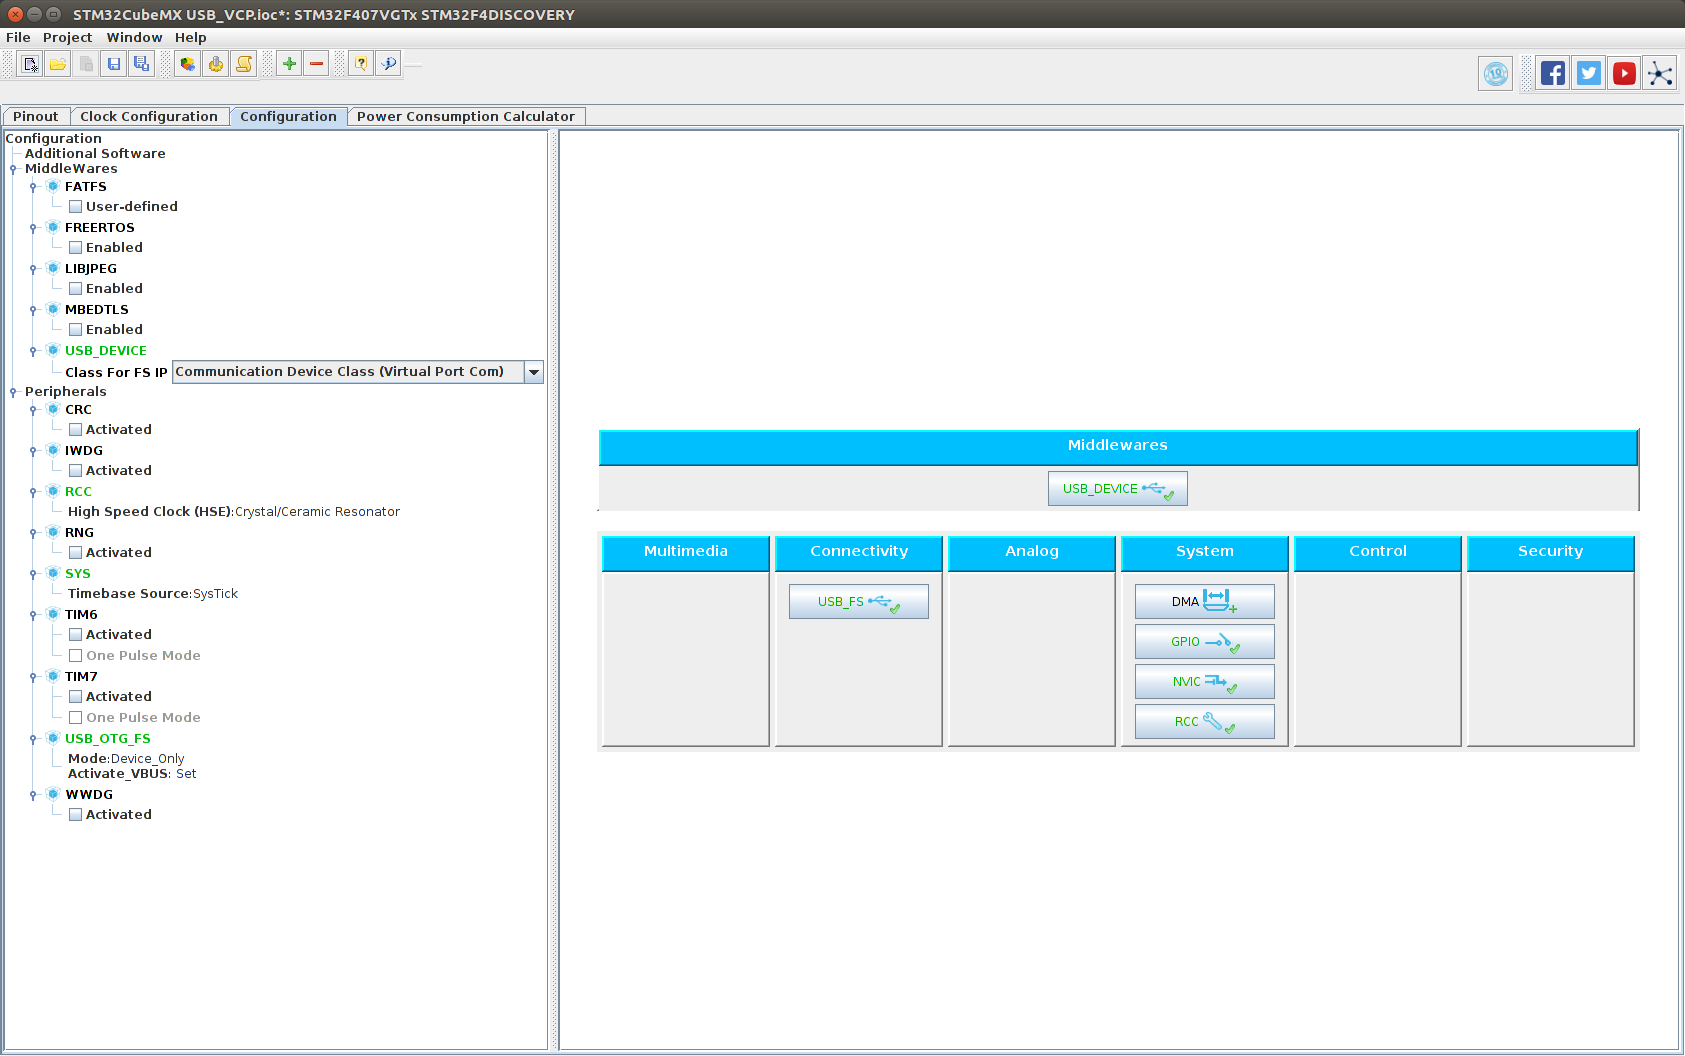 STM32CubeMX USB_VCP.ioc*: STM32F407VGTx STM32F4DISCOVERY
File Project Window Help
?
10
Pinout Clock Configuration Configuration Power Consumption Calculator
Configuration
Additional Software
MiddleWares
FATFS
User-defined
FREERTOS
Enabled
LIBJPEG
Enabled
MBEDTLS
Enabled
USB_DEVICE
Class For FS IP Communication Device Class (Virtual Port Com)
Peripherals
CRC
Activated
IWDG
Activated
RCC
High Speed Clock (HSE):Crystal/Ceramic Resonator
RNG
Activated
SYS
Timebase Source:SysTick
TIM6
Activated
One Pulse Mode
TIM7
Activated
One Pulse Mode
USB_OTG_FS
Mode:Device_Only
Activate_VBUS: Set
WWDG
Activated
Middlewares
USB_DEVICE
Multimedia Connectivity Analog System Control Security
USB_FS
DMA
GPIO
NVIC
RCC